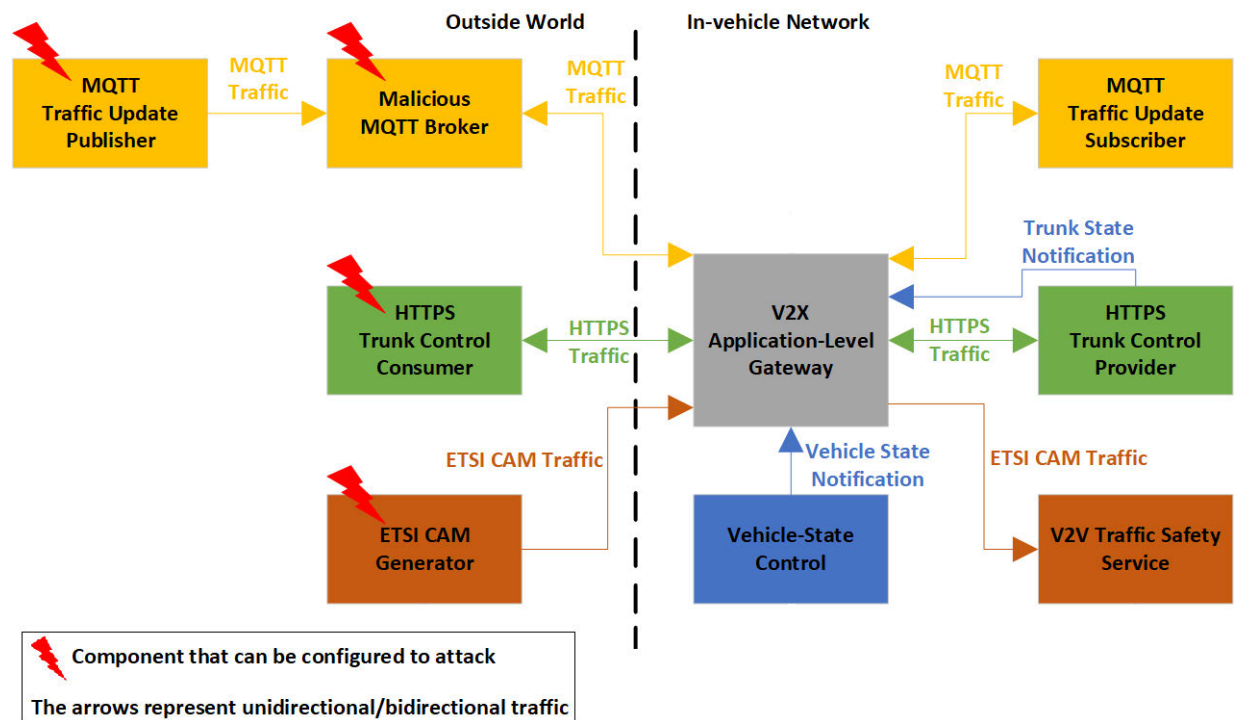 Outside World
In-vehicle Network
MQTT
Traffic Update
Publisher
MQTT
Traffic
Malicious
MQTT Broker
MQTT
Traffic
MQTT
Traffic
MQTT
Traffic Update
Subscriber
Trunk State
Notification
HTTPS
Trunk Control
Consumer
HTTPS
Traffic
V2X
Application-Level
Gateway
HTTPS
Traffic
HTTPS
Trunk Control
Provider
ETSI CAM Traffic
Vehicle State
Notification
ETSI CAM Traffic
ETSI CAM
Generator
Vehicle-State
Control
V2V Traffic Safety
Service
Component that can be configured to attack
The arrows represent unidirectional/bidirectional traffic